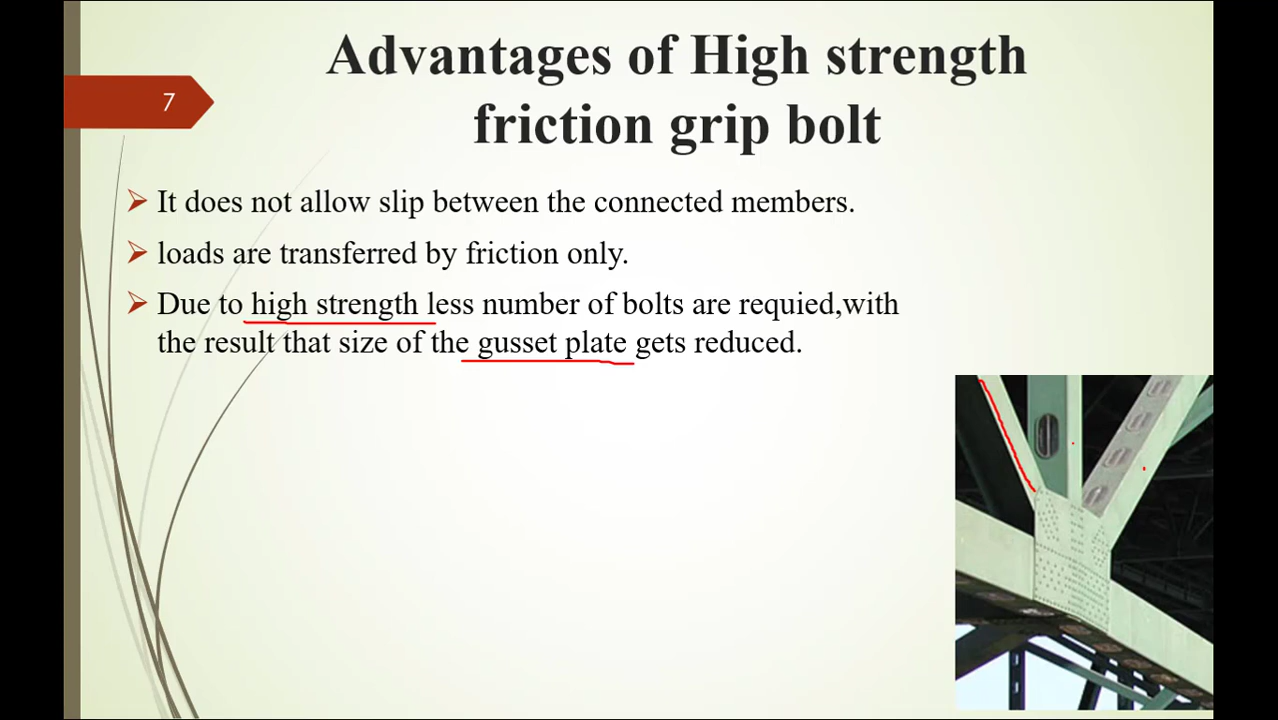 7
Advantages of High strength
friction grip bolt
It does not allow slip between the connected members.
loads are transferred by friction only.
Due to high strength less number of bolts are requied,with
the result that size of the gusset plate gets reduced.